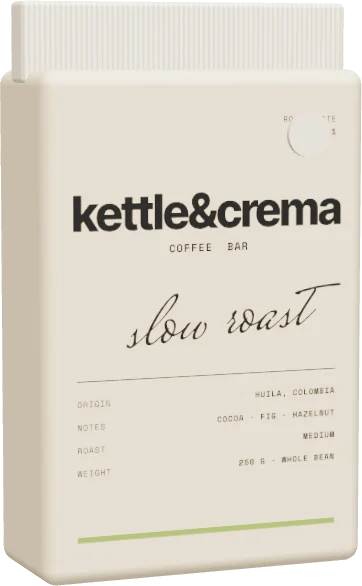 kettle&crema
COFFEE BAR
slow roast
ORIGIN HUILA, COLOMBIA
NOTES COCOA · FIG · HAZELNUT
ROAST MEDIUM
WEIGHT 250 G · WHOLE BEAN